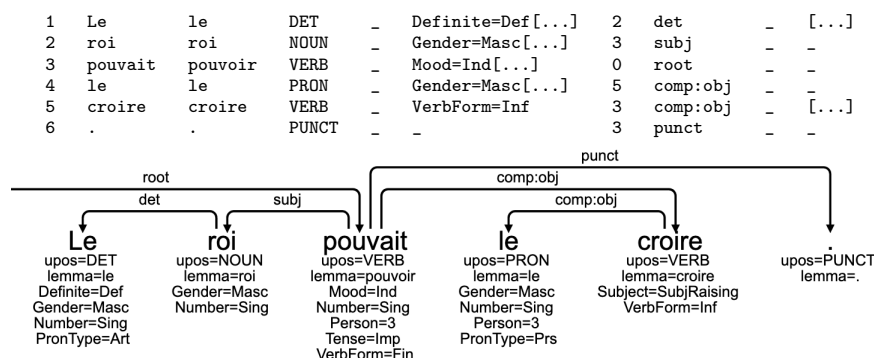 1 Le le DET _ Definite=Def[...] 2 det _ [...]
2 roi roi NOUN _ Gender=Masc[...] 3 subj _ _
3 pouvait pouvoir VERB _ Mood=Ind[...] 0 root _ _
4 le le PRON _ Gender=Masc[...] 5 comp:obj _ _
5 croire croire VERB _ VerbForm=Inf 3 comp:obj _ [...]
6 . . PUNCT _ _ 3 punct _ _
punct
root comp:obj
det subj comp:obj
Le roi pouvait le croire .
upos=DET upos=NOUN upos=VERB upos=PRON upos=VERB upos=PUNCT
lemma=le lemma=roi lemma=pouvoir lemma=le lemma=croire lemma=.
Definite=Def Gender=Masc Mood=Ind Gender=Masc Subject=SubjRaising
Gender=Masc Number=Sing Number=Sing Number=Sing VerbForm=Inf
Number=Sing Person=3 Person=3
PronType=Art Tense=Imp PronType=Prs
VerbForm=Fin